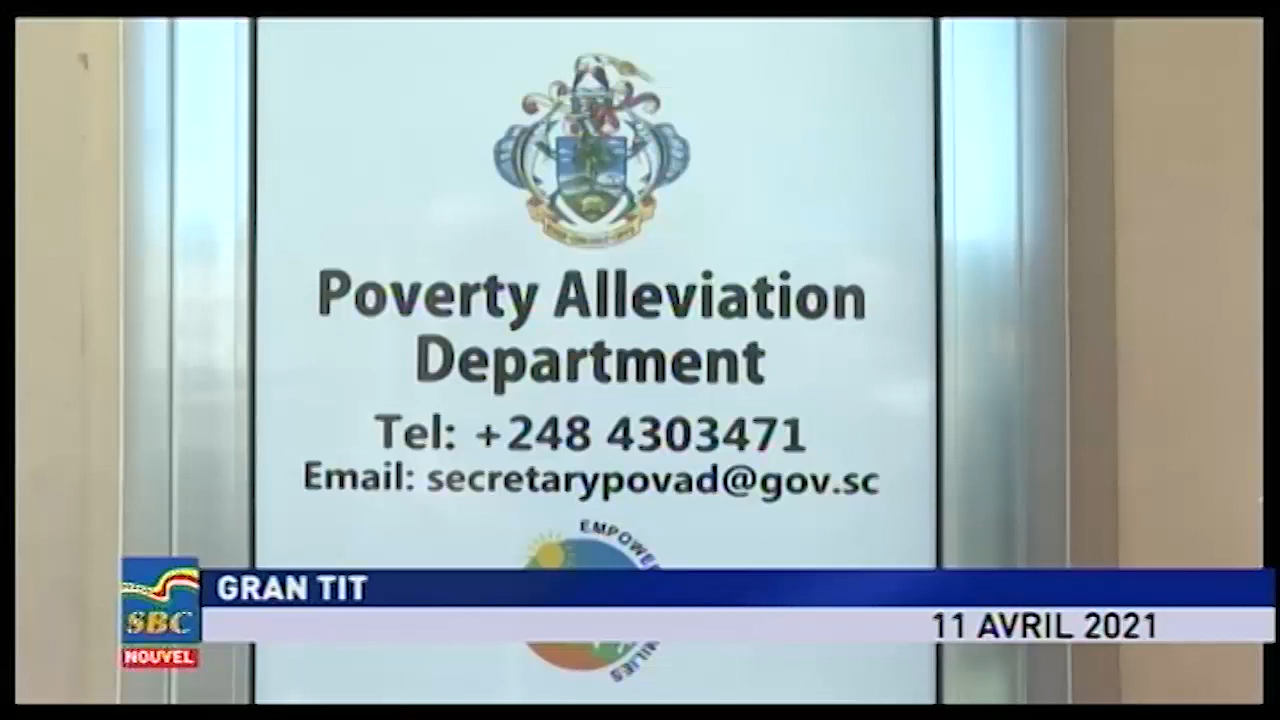 Poverty Alleviation
Department
Tel: +248 4303471
Email: secretarypovad@gov.sc
GRAN TIT
11 AVRIL 2021
SBC
NOUVEL